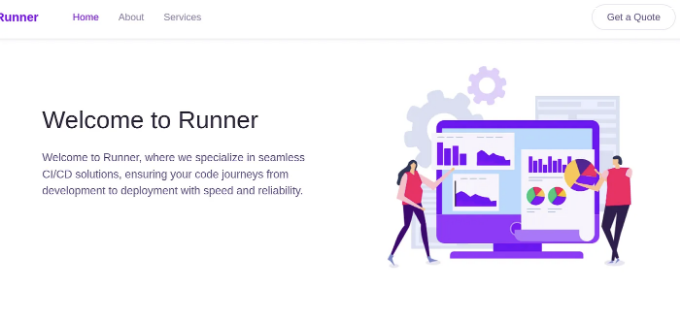 Runner
Home
About
Services
Get a Quote
Welcome to Runner
Welcome to Runner, where we specialize in seamless
CI/CD solutions, ensuring your code journeys from
development to deployment with speed and reliability.